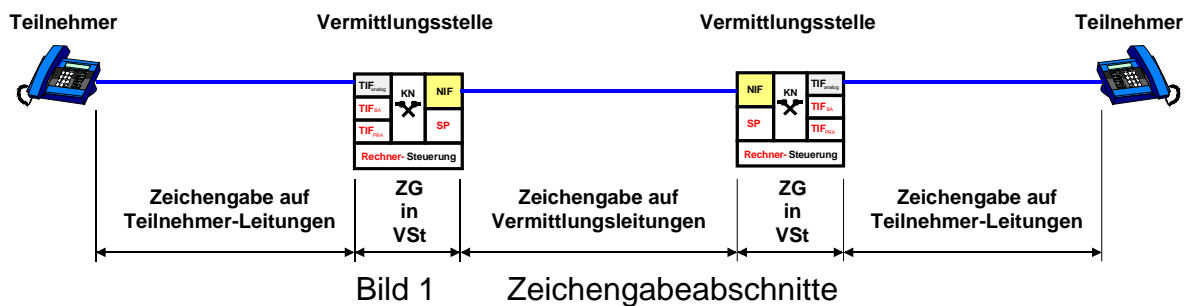 Teilnehmer Vermittlungsstelle Vermittlungsstelle Teilnehmer
TIFanalog KN NIF
TIFBA
TIFPRA
SP
Rechner- Steuerung
NIF KN TIFanalog
SP
TIFBA
TIFPRA
Rechner- Steuerung
Zeichengabe auf
Teilnehmer-Leitungen
ZG
in
VSt
Zeichengabe auf
Vermittlungsleitungen
ZG
in
VSt
Zeichengabe auf
Teilnehmer-Leitungen
Bild 1 Zeichengabeabschnitte